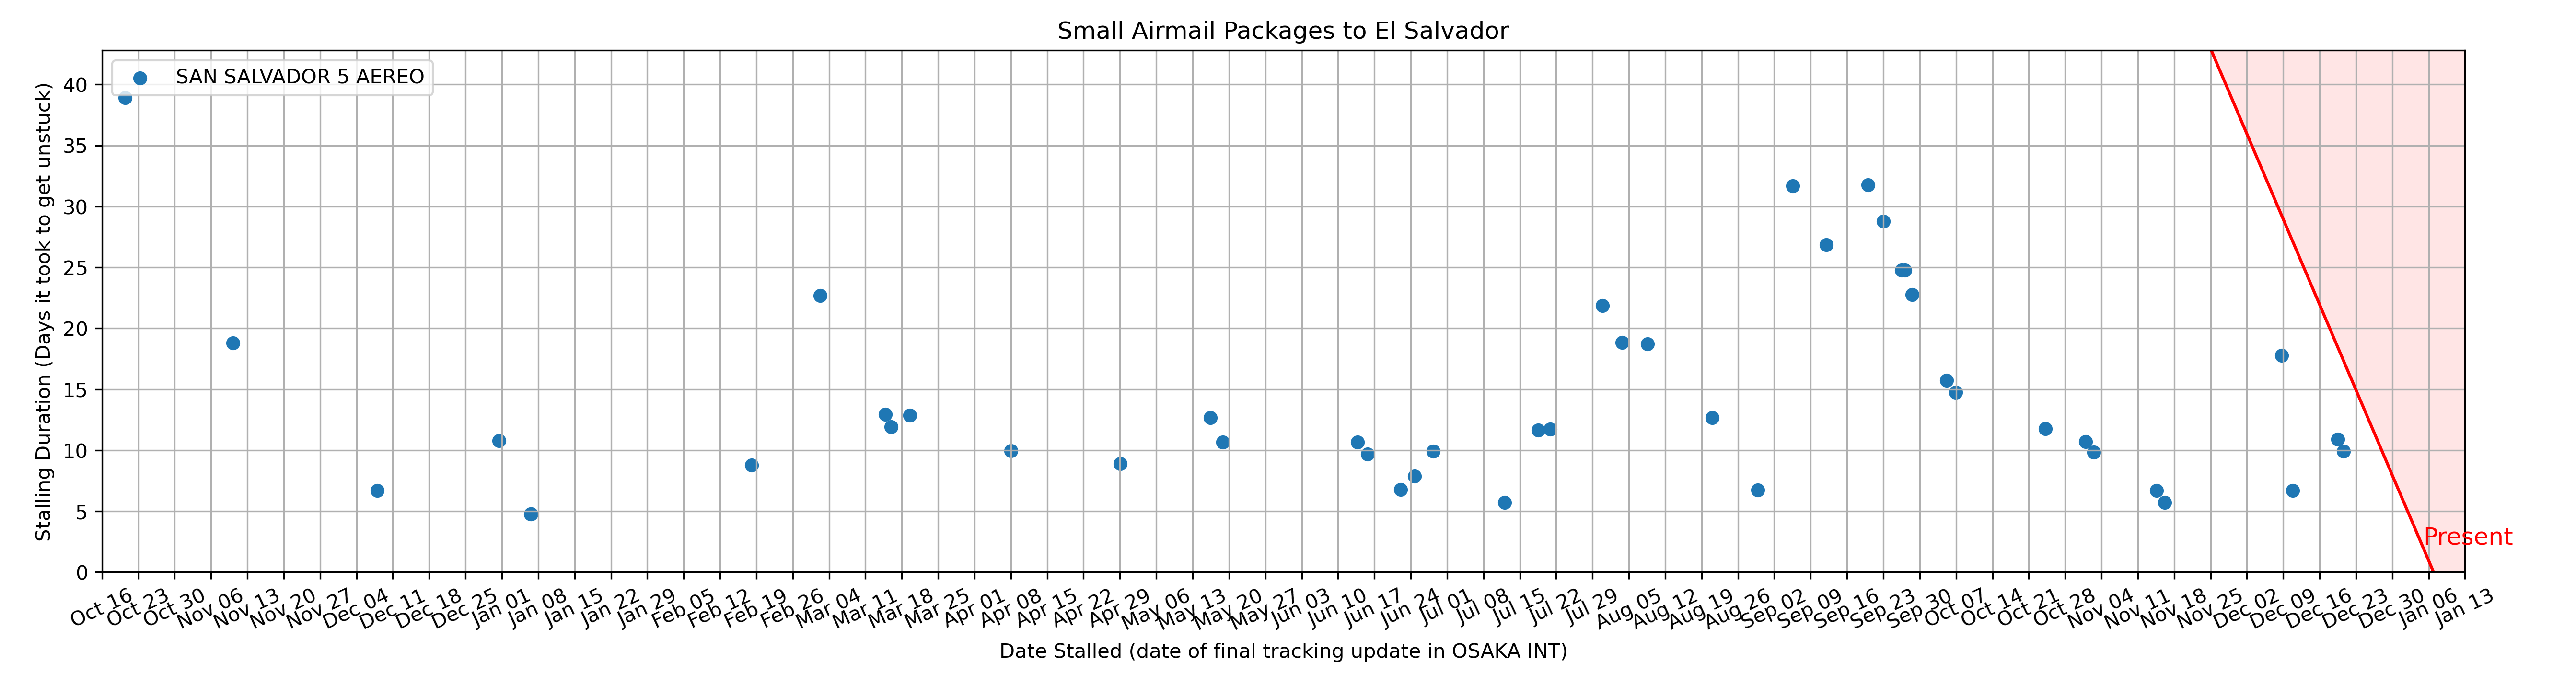 Small Airmail Packages to El Salvador
SAN SALVADOR 5 AEREO
Stalling Duration (Days it took to get unstuck)
40
35
30
25
20
15
10
5
0
Present
Oct 16 Oct 23 Oct 30 Nov 06 Nov 13 Nov 20 Nov 27 Dec 04 Dec 11 Dec 18 Dec 25 Jan 01 Jan 08 Jan 15 Jan 22 Jan 29 Feb 05 Feb 12 Feb 19 Feb 26 Mar 04 Mar 11 Mar 18 Mar 25 Apr 01 Apr 08 Apr 15 Apr 22 Apr 29 May 06 May 13 May 20 May 27 Jun 03 Jun 10 Jun 17 Jun 24 Jul 01 Jul 08 Jul 15 Jul 22 Jul 29 Aug 05 Aug 12 Aug 19 Aug 26 Sep 02 Sep 09 Sep 16 Sep 23 Sep 30 Oct 07 Oct 14 Oct 21 Oct 28 Nov 04 Nov 11 Nov 18 Nov 25 Dec 02 Dec 09 Dec 16 Dec 23 Dec 30 Jan 06 Jan 13
Date Stalled (date of final tracking update in OSAKA INT)